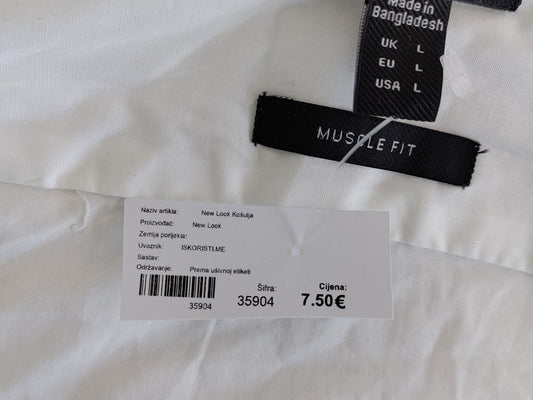 Made in
Bangladesh
UK L
EU L
USA L
MUSCLE FIT
Naziv artikla: New Look Košulja
Proizvođač: New Look
Zemlja porijekla:
Uvoznik: ISKORISTI.ME
Sastav:
Održavanje: Prema ušivnoj etiketi
35904
Šifra:
35904
Cijena:
7.50€